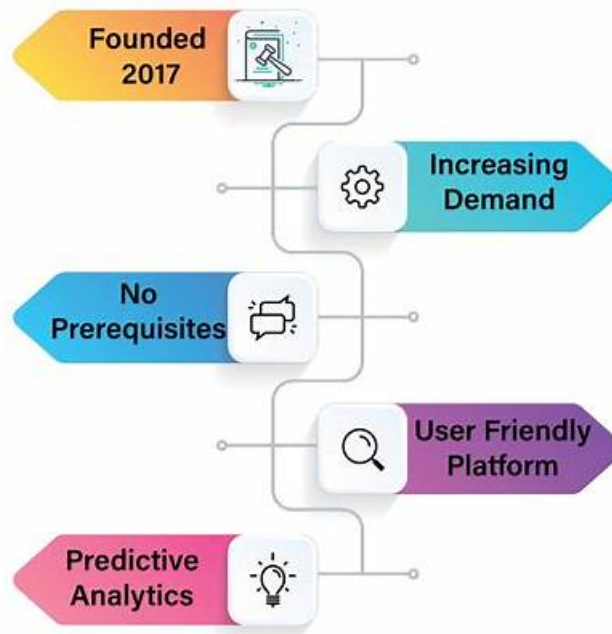 Founded
2017
Increasing
Demand
No
Prerequisites
User Friendly
Platform
Predictive
Analytics